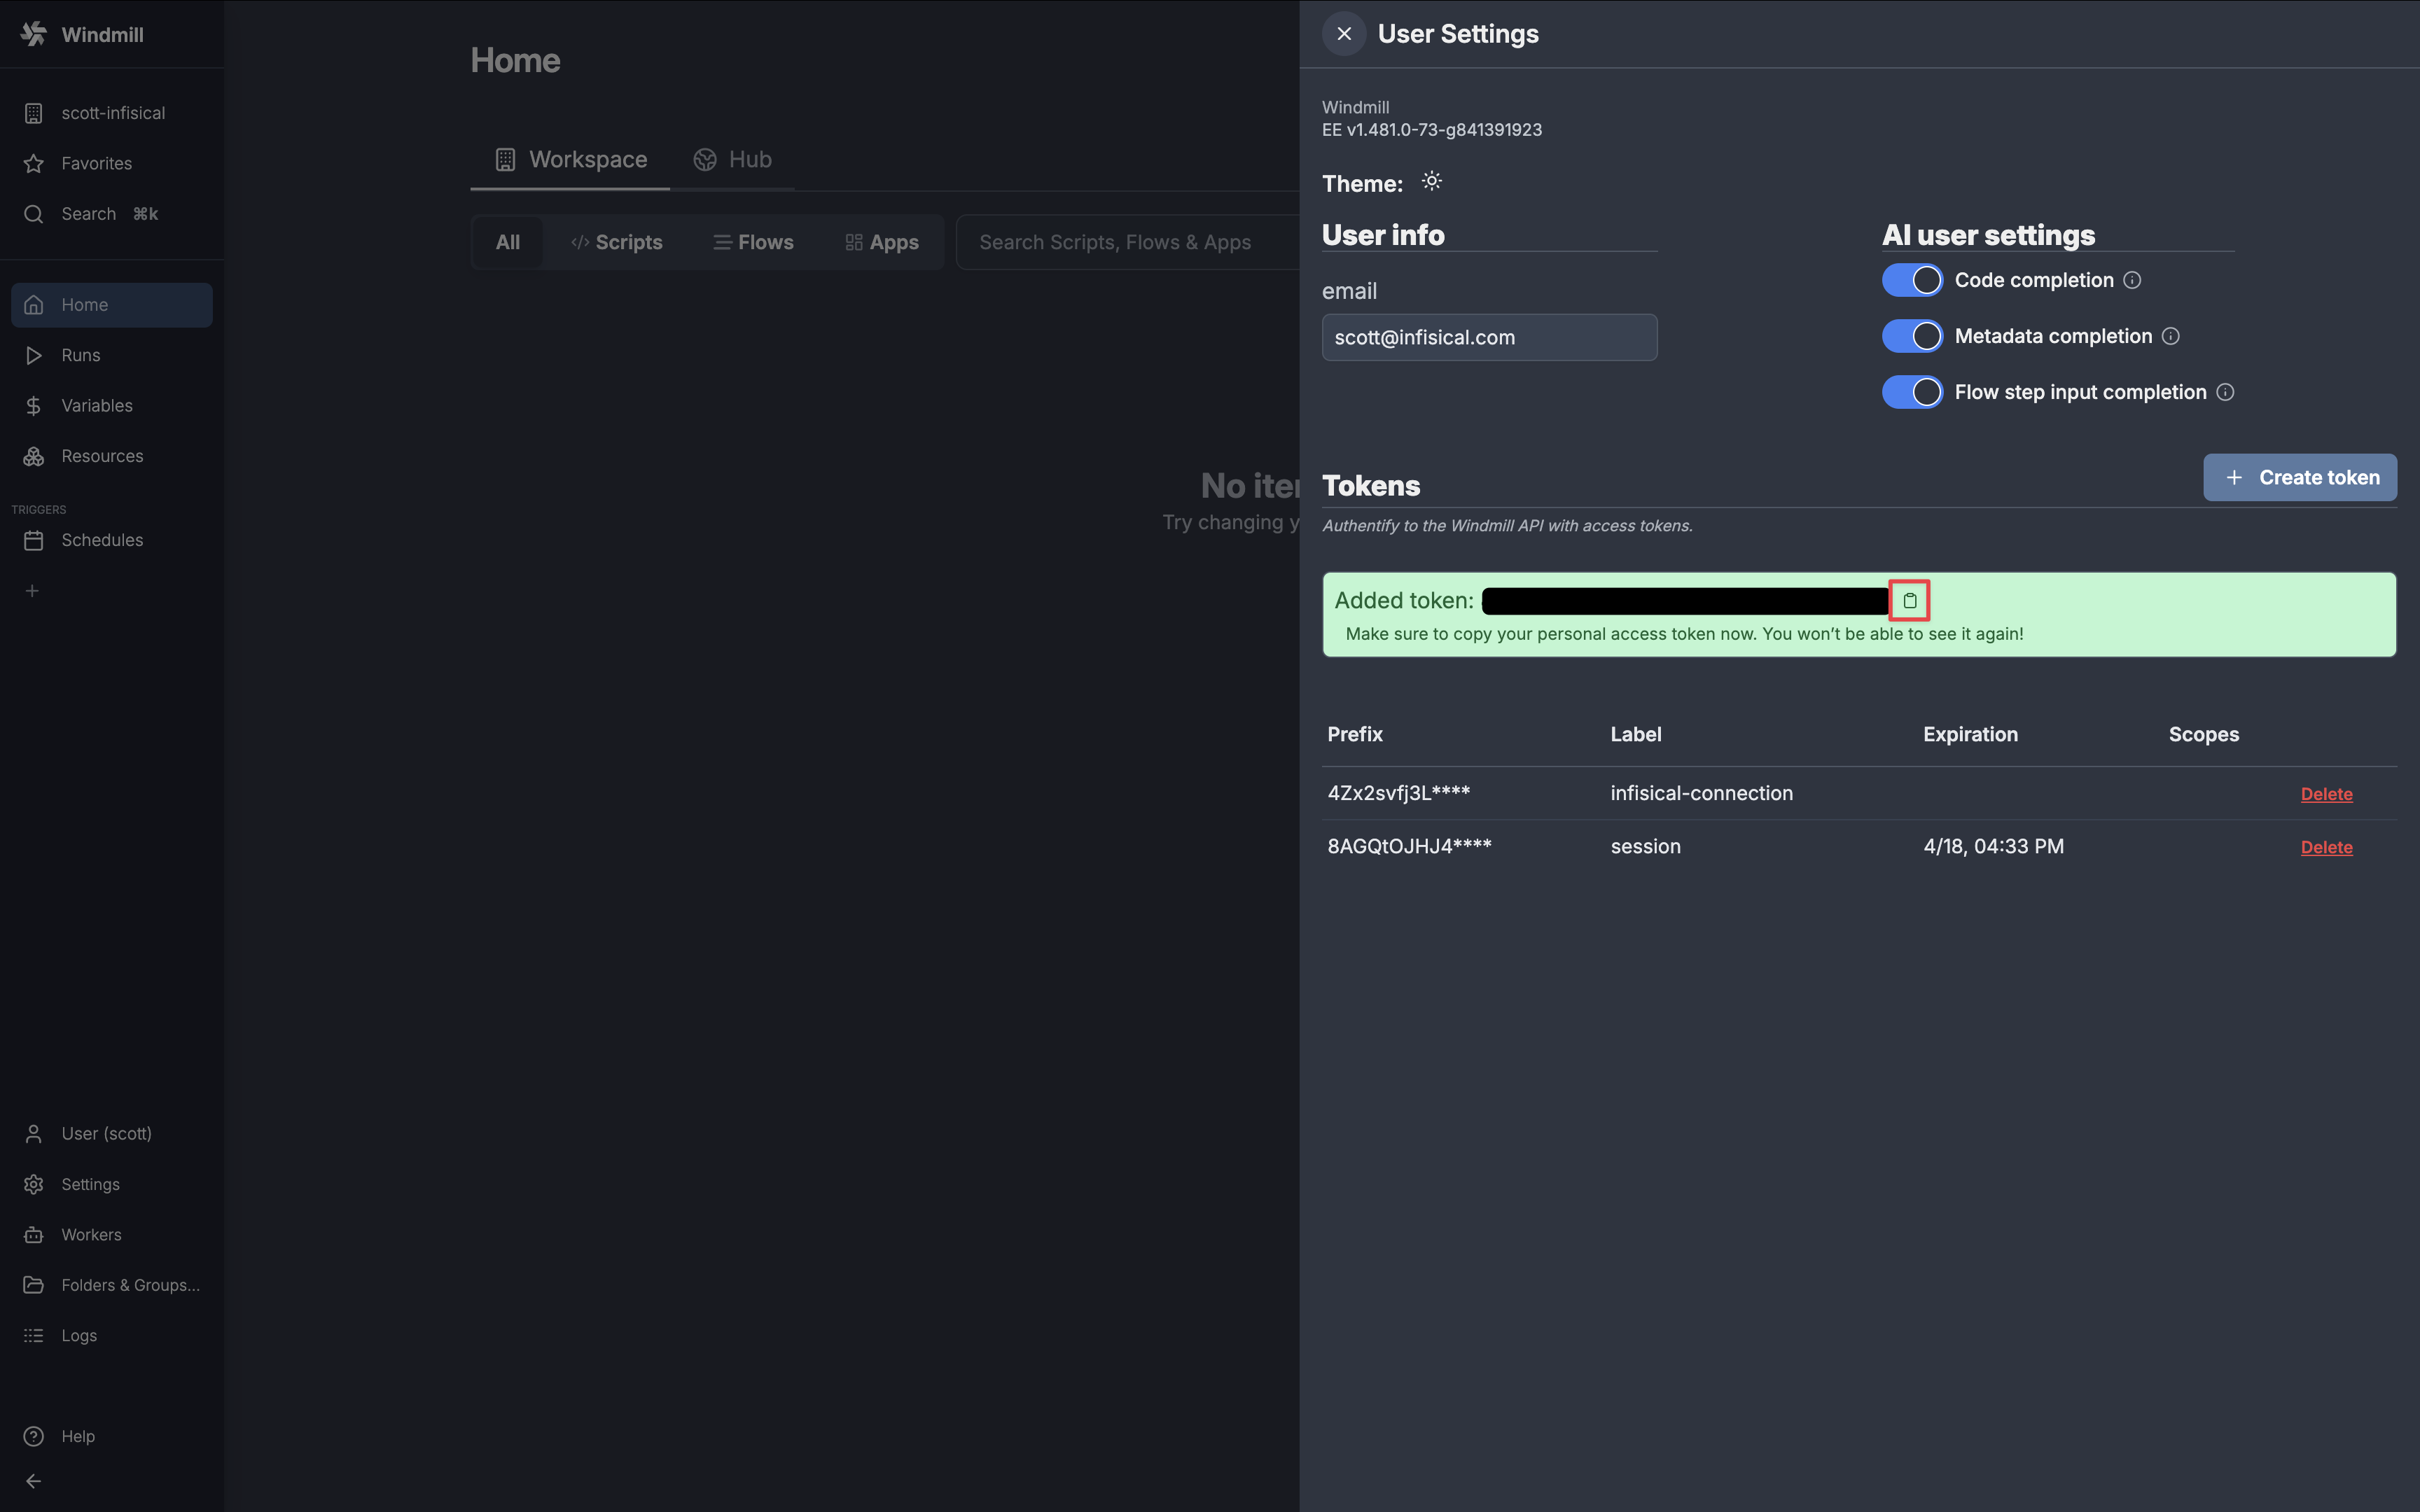 Windmill
scott-infisical
Favorites
Search ⌘k
Home
Runs
Variables
Resources
TRIGGERS
Schedules
User (scott)
Settings
Workers
Folders & Groups...
Logs
Help
Home
Workspace
Hub
All
Scripts
Flows
Apps
Search Scripts, Flows & Apps
No iter
Try changing y
User Settings
Windmill
EE v1.481.0-73-g841391923
Theme:
User info
email
scott@infisical.com
AI user settings
Code completion
Metadata completion
Flow step input completion
Tokens
Create token
Authentify to the Windmill API with access tokens.
Added token:
Make sure to copy your personal access token now. You won’t be able to see it again!
Prefix Label Expiration Scopes
4Zx2svfj3L**** infisical-connection Delete
8AGQtOJHJ4**** session 4/18, 04:33 PM Delete